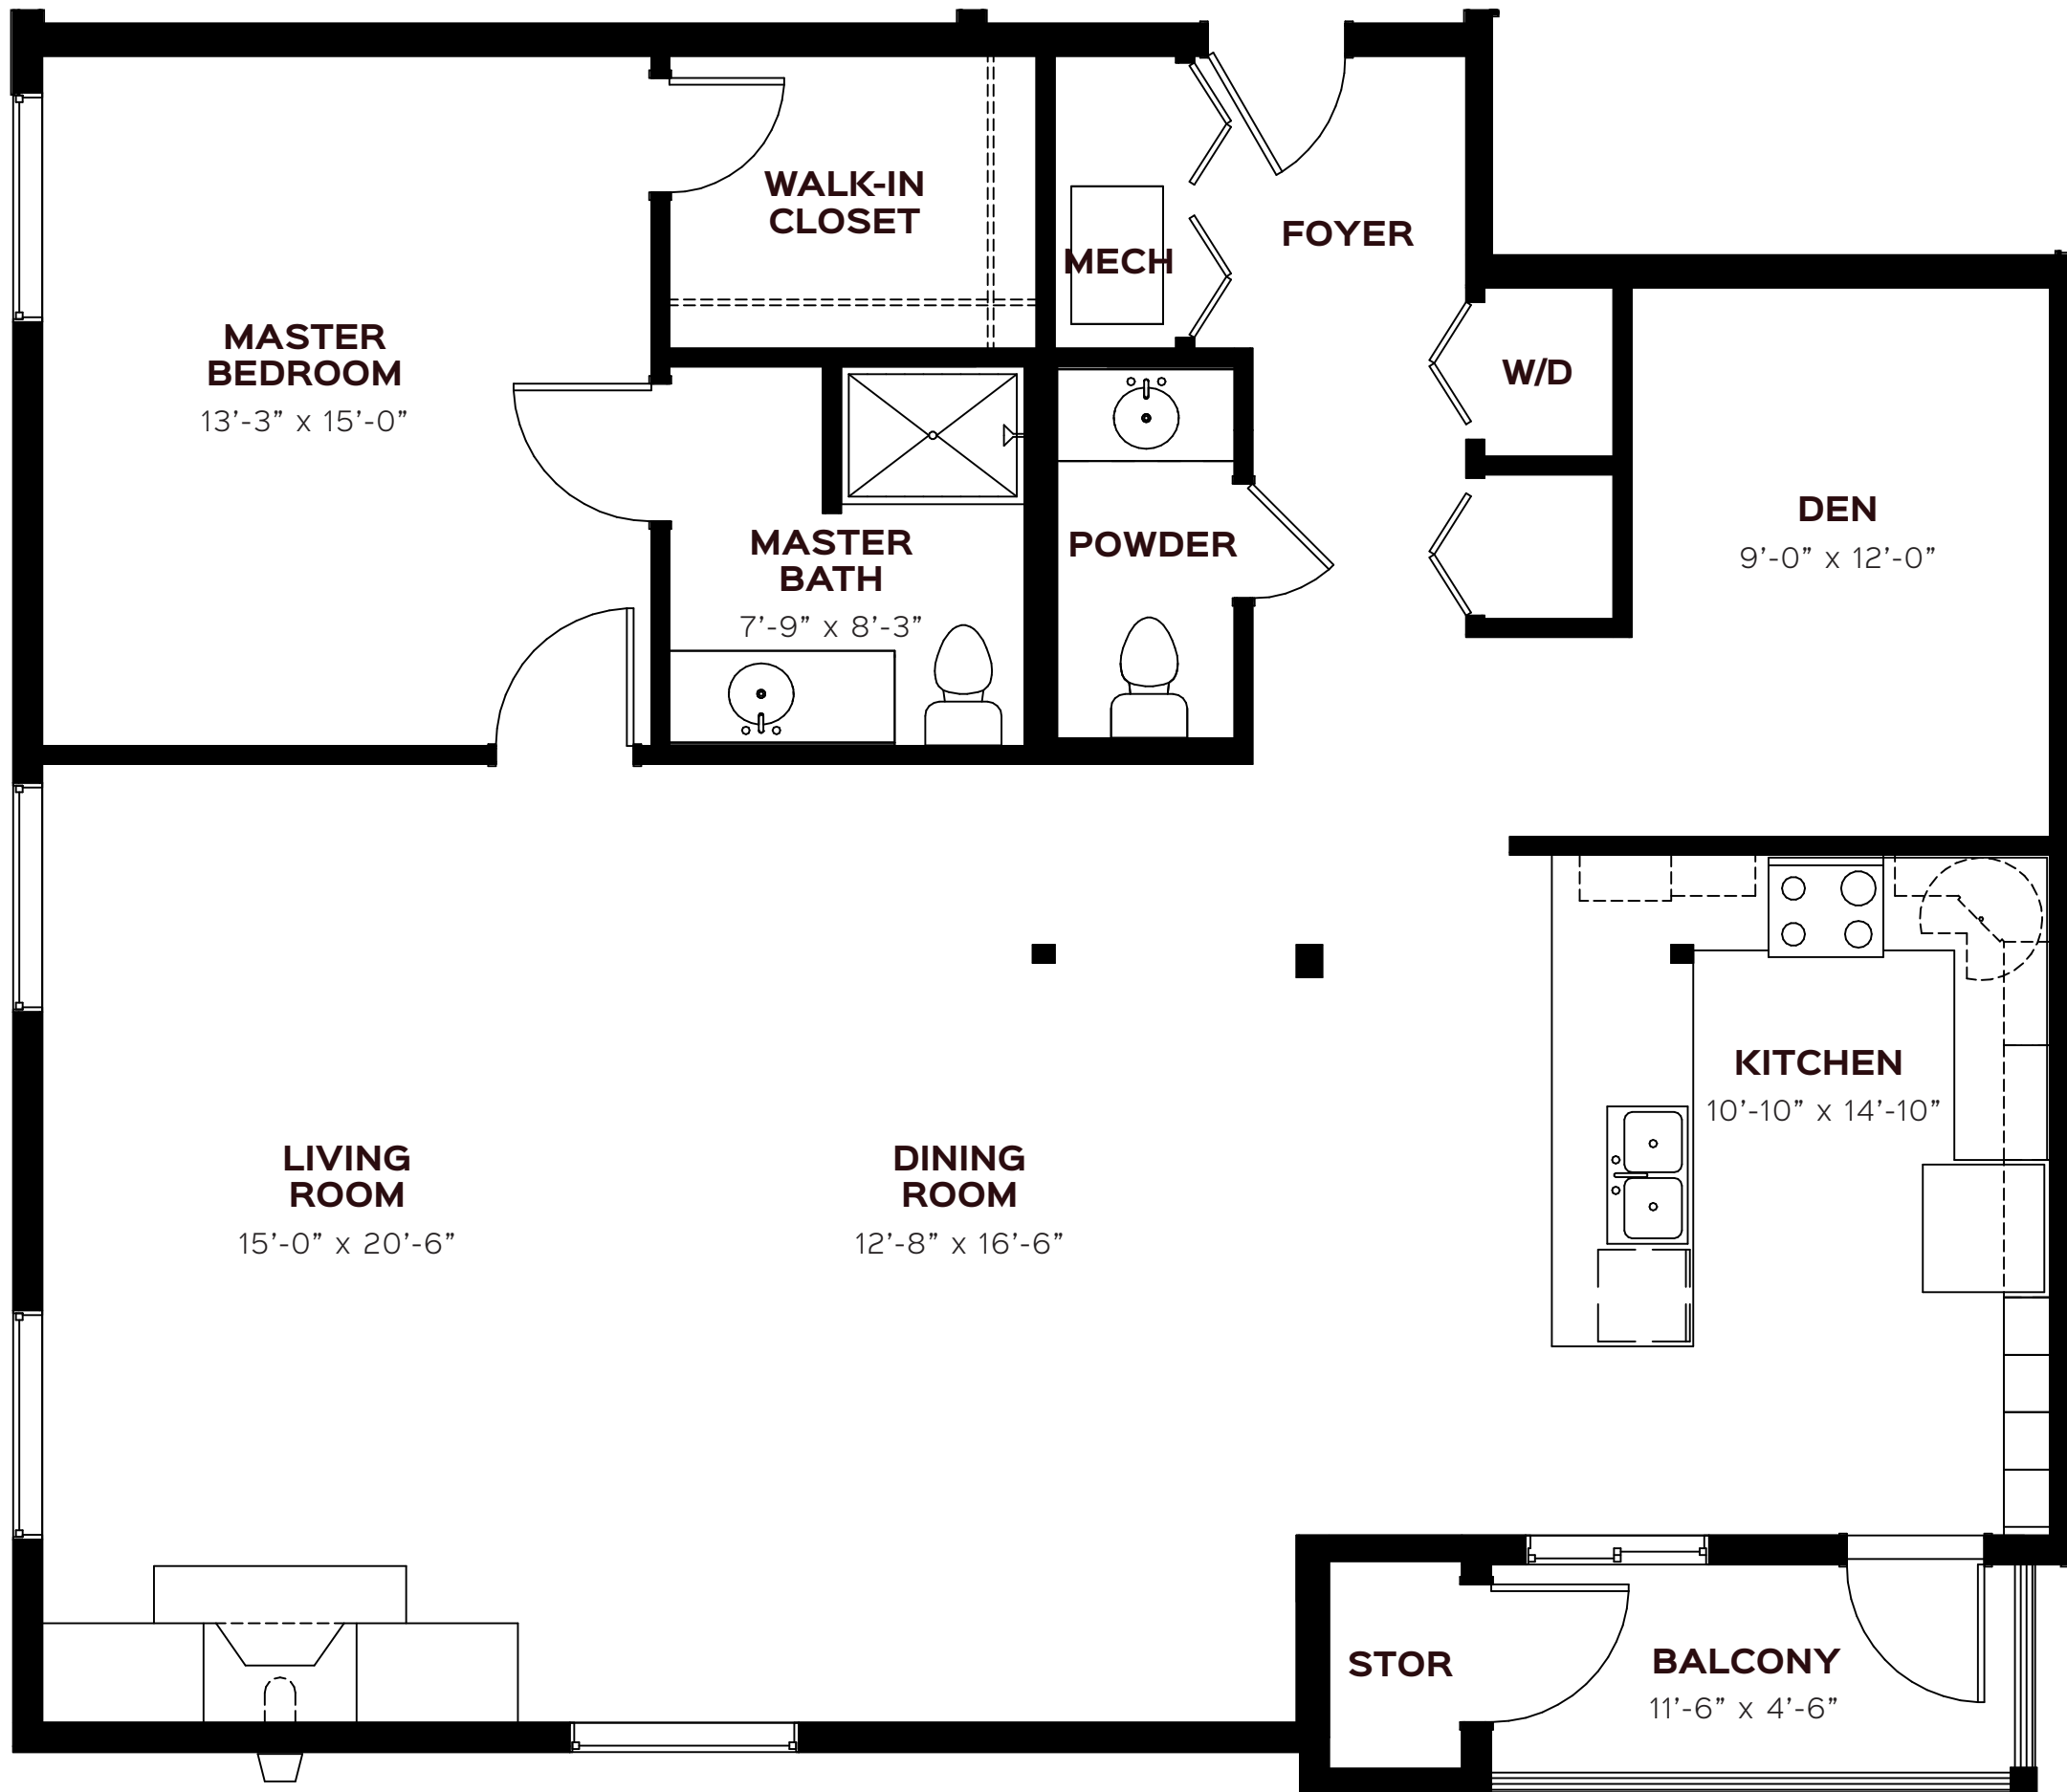 WALK-IN
CLOSET
FOYER
MECH
MASTER
BEDROOM
13’-3” x 15’-0”
W/D
DEN
9’-0” x 12’-0”
MASTER
BATH
7’-9” x 8’-3”
POWDER
KITCHEN
10’-10” x 14’-10”
LIVING
ROOM
15’-0” x 20’-6”
DINING
ROOM
12’-8” x 16’-6”
STOR
BALCONY
11’-6” x 4’-6”